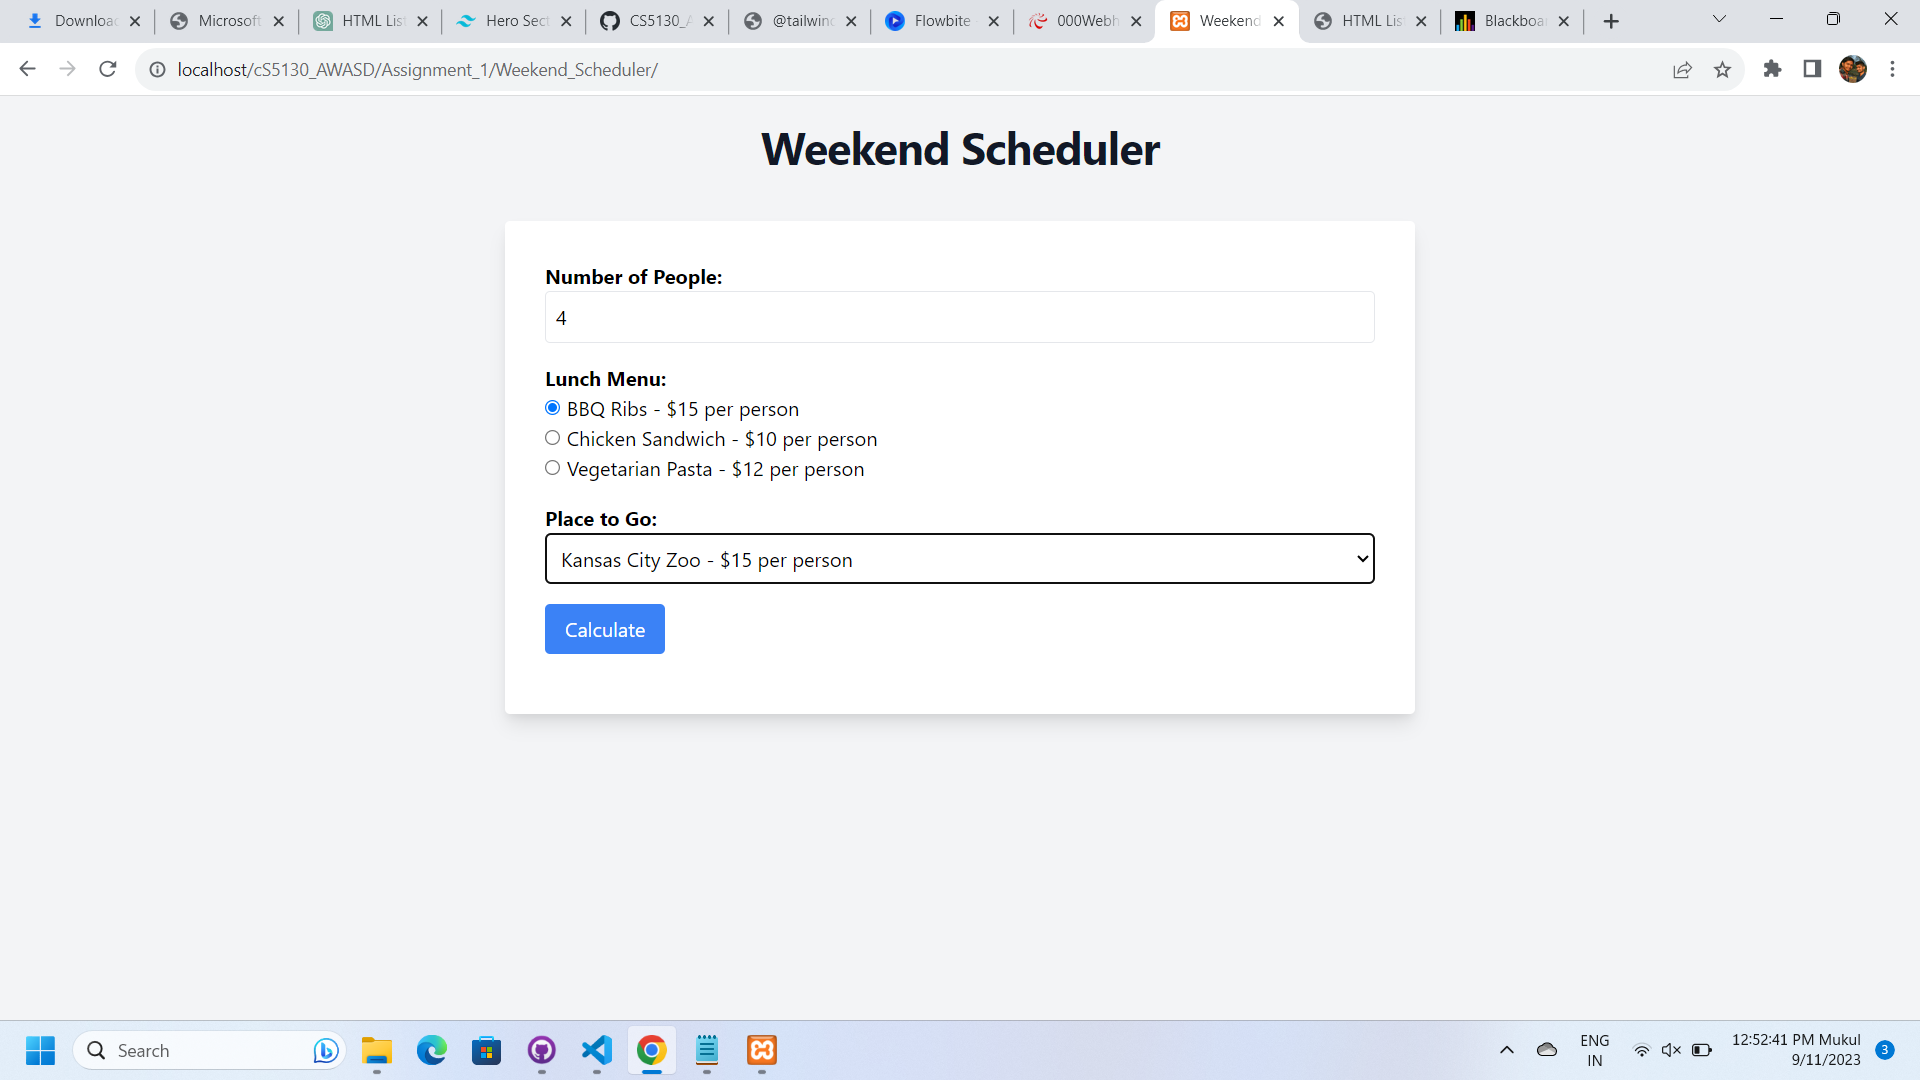 Downloa
Microsoft
HTML List
Hero Sect
CS5130_A
@tailwind
Flowbite
000Webh
Weekend
HTML List
Blackboar
localhost/cS5130_AWASD/Assignment_1/Weekend_Scheduler/
Weekend Scheduler
Number of People:
4
Lunch Menu:
BBQ Ribs - $15 per person
Chicken Sandwich - $10 per person
Vegetarian Pasta - $12 per person
Place to Go:
Kansas City Zoo - $15 per person
Calculate
Search
ENG
IN
12:52:41 PM Mukul
9/11/2023
3